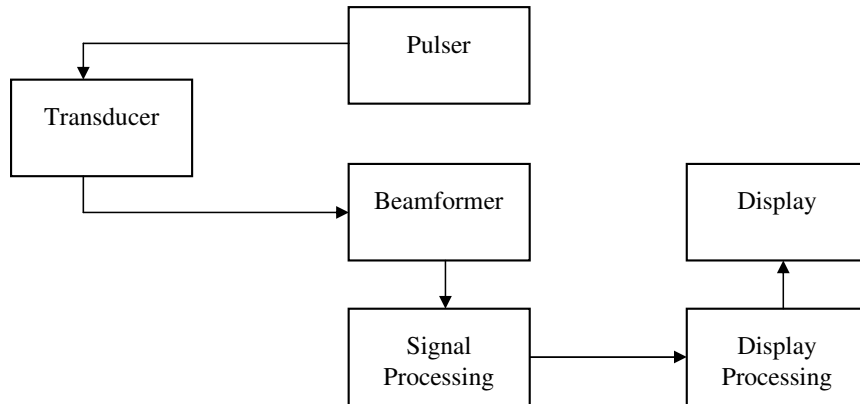 Pulser
Transducer
Beamformer
Display
Signal
Processing
Display
Processing